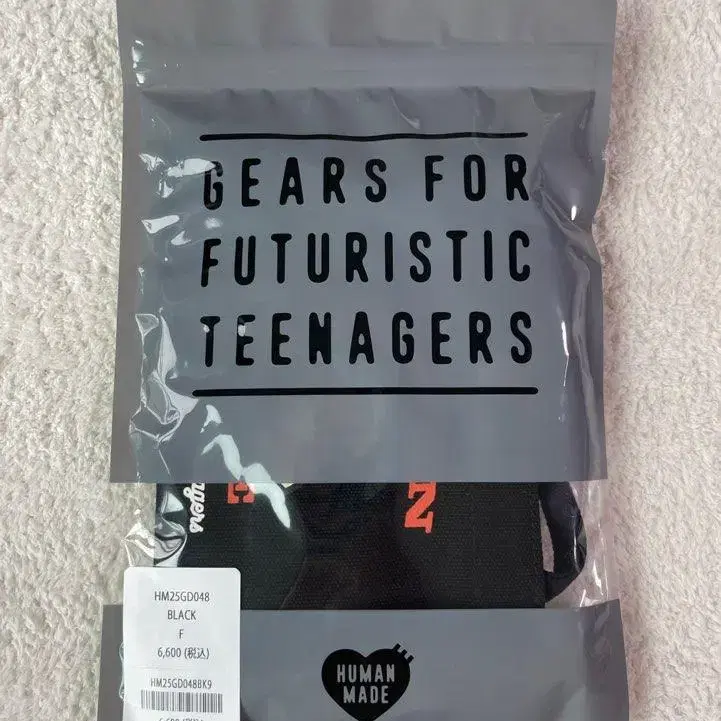 GEARS FOR
FUTURISTIC
TEENAGERS
Z
HM25GD048
BLACK
F
6,600 (税込)
HM25GD048BK9
HUMAN
MADE